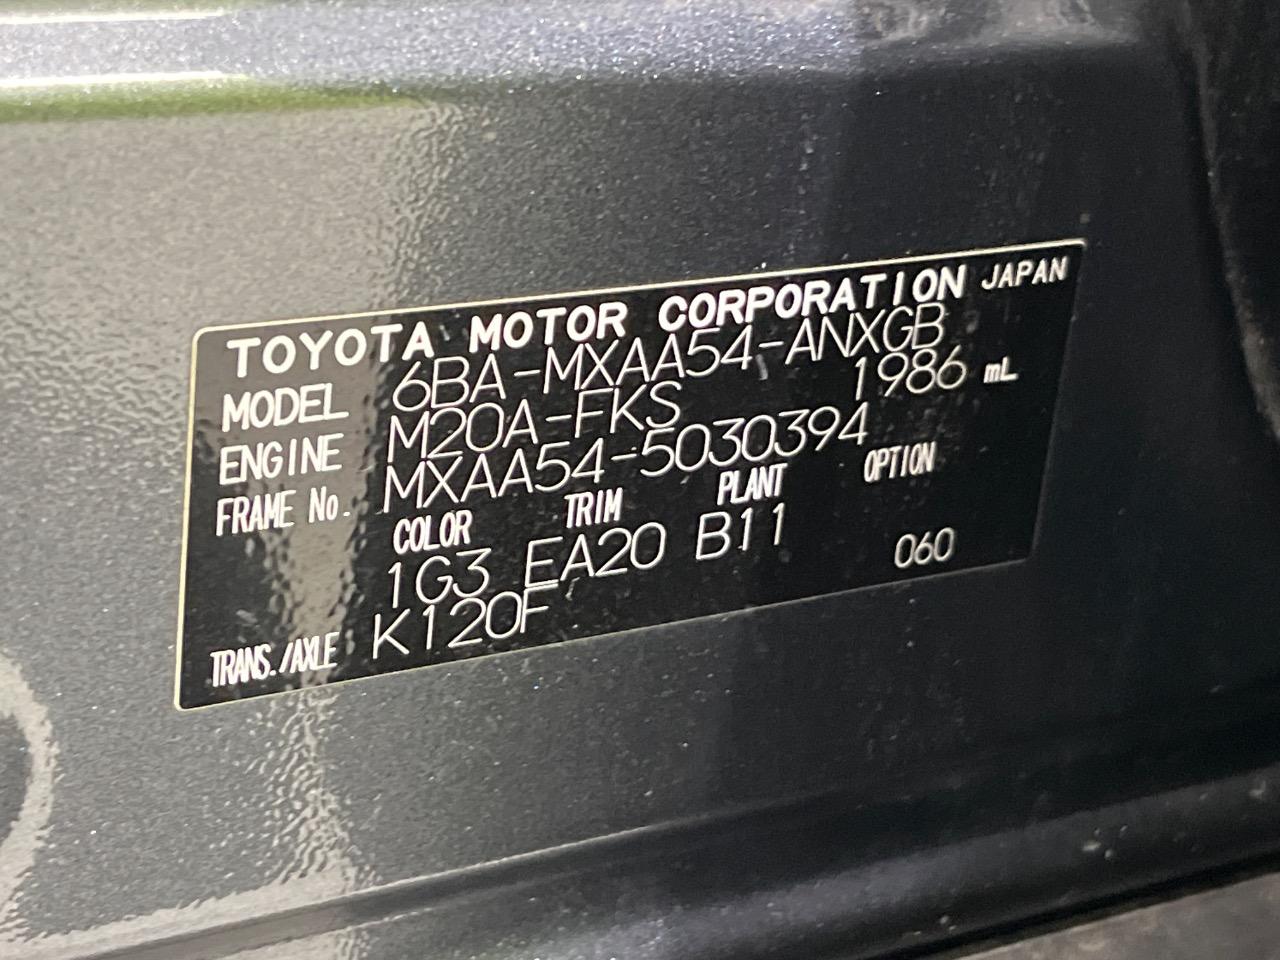 TOYOTA MOTOR CORPORATION JAPAN
MODEL 6BA-MXAA54-ANXGB
ENGINE M20A-FKS 1986 mL
FRAME No. MXAA54-5030394
COLOR TRIM PLANT OPTION
1G3 EA20 B11 060
TRANS./AXLE K120F